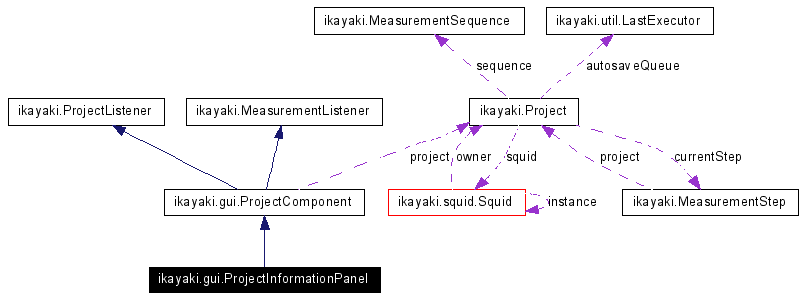 ikayaki.MeasurementSequence
ikayaki.util.LastExecutor
sequence
autosaveQueue
ikayaki.ProjectListener
ikayaki.MeasurementListener
ikayaki.Project
project
owner
squid
project
currentStep
ikayaki.gui.ProjectComponent
ikayaki.squid.Squid
instance
ikayaki.MeasurementStep
ikayaki.gui.ProjectInformationPanel